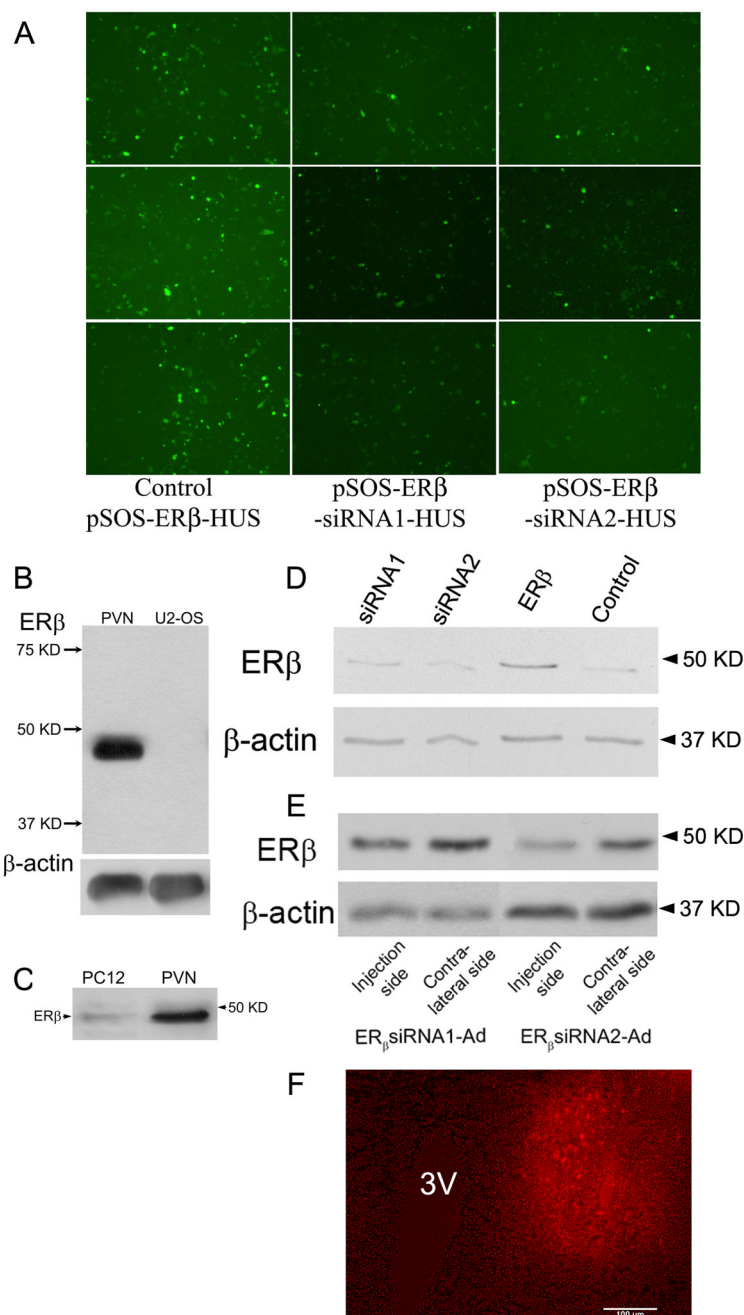 A
Control
pSOS-ERβ-HUS
pSOS-ERβ
-siRNA1-HUS
pSOS-ERβ
-siRNA2-HUS
B
ERβ
PVN
U2-OS
75 KD
50 KD
37 KD
β-actin
C
PC12
PVN
ERβ
50 KD
D
siRNA1
siRNA2
ERβ
Control
ERβ
50 KD
β-actin
37 KD
E
ERβ
50 KD
β-actin
37 KD
Injection
side
Contra-
lateral side
Injection
side
Contra-
lateral side
ERβsiRNA1-Ad
ERβsiRNA2-Ad
F
3V
100 µm